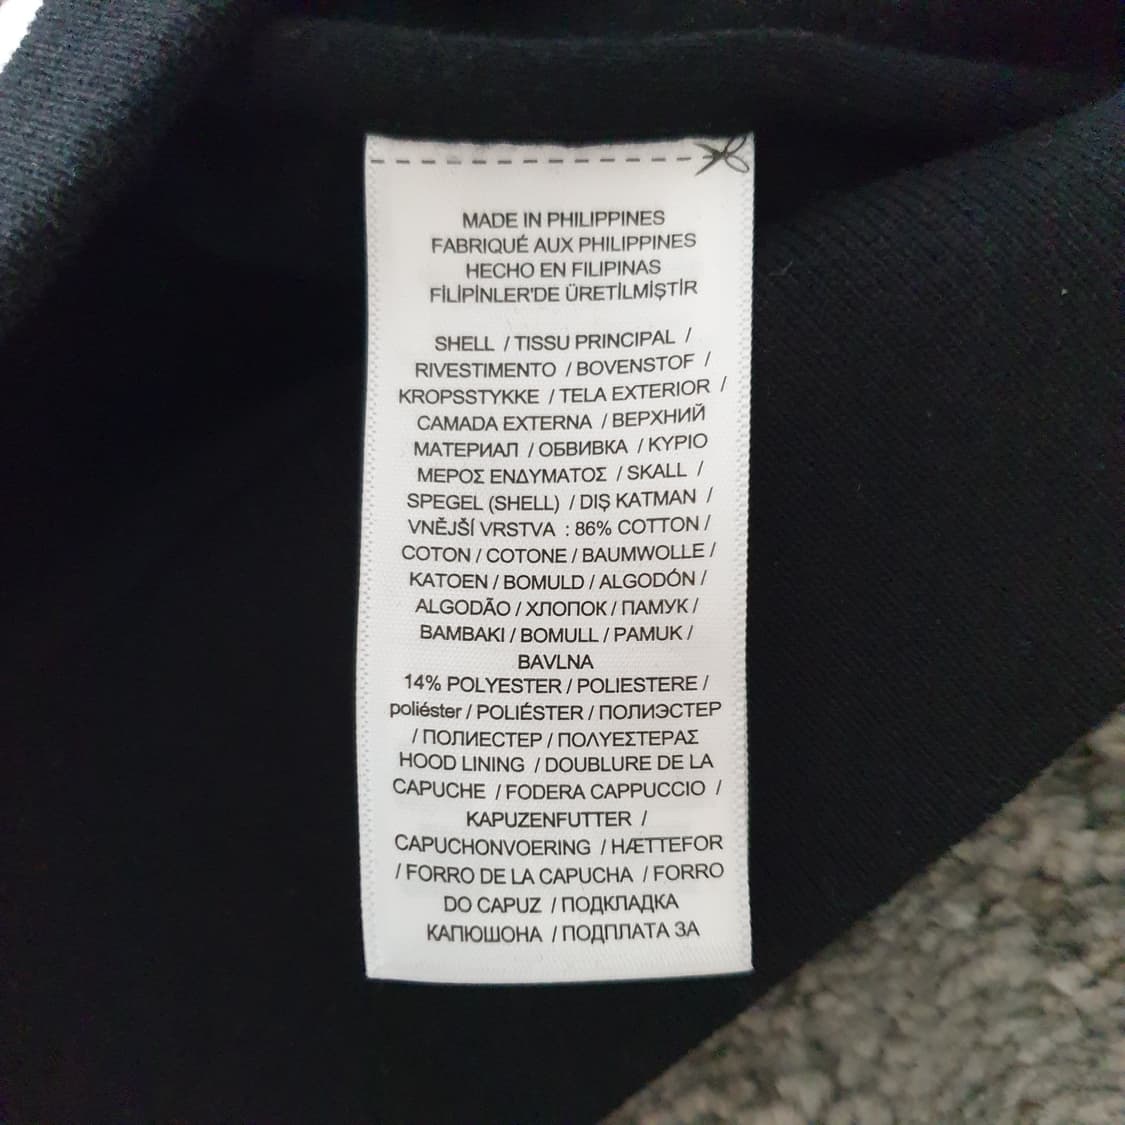 MADE IN PHILIPPINES
FABRIQUÉ AUX PHILIPPINES
HECHO EN FILIPINAS
FİLİPİNLER'DE ÜRETİLMİŞTİR
SHELL / TISSU PRINCIPAL /
RIVESTIMENTO / BOVENSTOF /
KROPSSTYKKE / TELA EXTERIOR /
CAMADA EXTERNA / ВЕРХНИЙ
МАТЕРИАЛ / ОБВИВКА / ΚΥΡΙΟ
ΜΕΡΟΣ ΕΝΔΥΜΑΤΟΣ / SKALL /
SPEGEL (SHELL) / DIŞ KATMAN /
VNĚJŠÍ VRSTVA : 86% COTTON /
COTON / COTONE / BAUMWOLLE /
KATOEN / BOMULD / ALGODÓN /
ALGODÃO / ХЛОПОК / ПАМУК /
ΒΑΜΒΑΚΙ / BOMULL / PAMUK /
BAVLNA
14% POLYESTER / POLIESTERE /
poliéster / POLIÉSTER / ПОЛИЭСТЕР
/ ПОЛИЕСТЕР / ΠΟΛΥΕΣΤΕΡΑΣ
HOOD LINING / DOUBLURE DE LA
CAPUCHE / FODERA CAPPUCCIO /
KAPUZENFUTTER /
CAPUCHONVOERING / HÆTTEFOR
/ FORRO DE LA CAPUCHA / FORRO
DO CAPUZ / ПОДКЛАДКА
КАПЮШОНА / ПОДПЛАТА ЗА